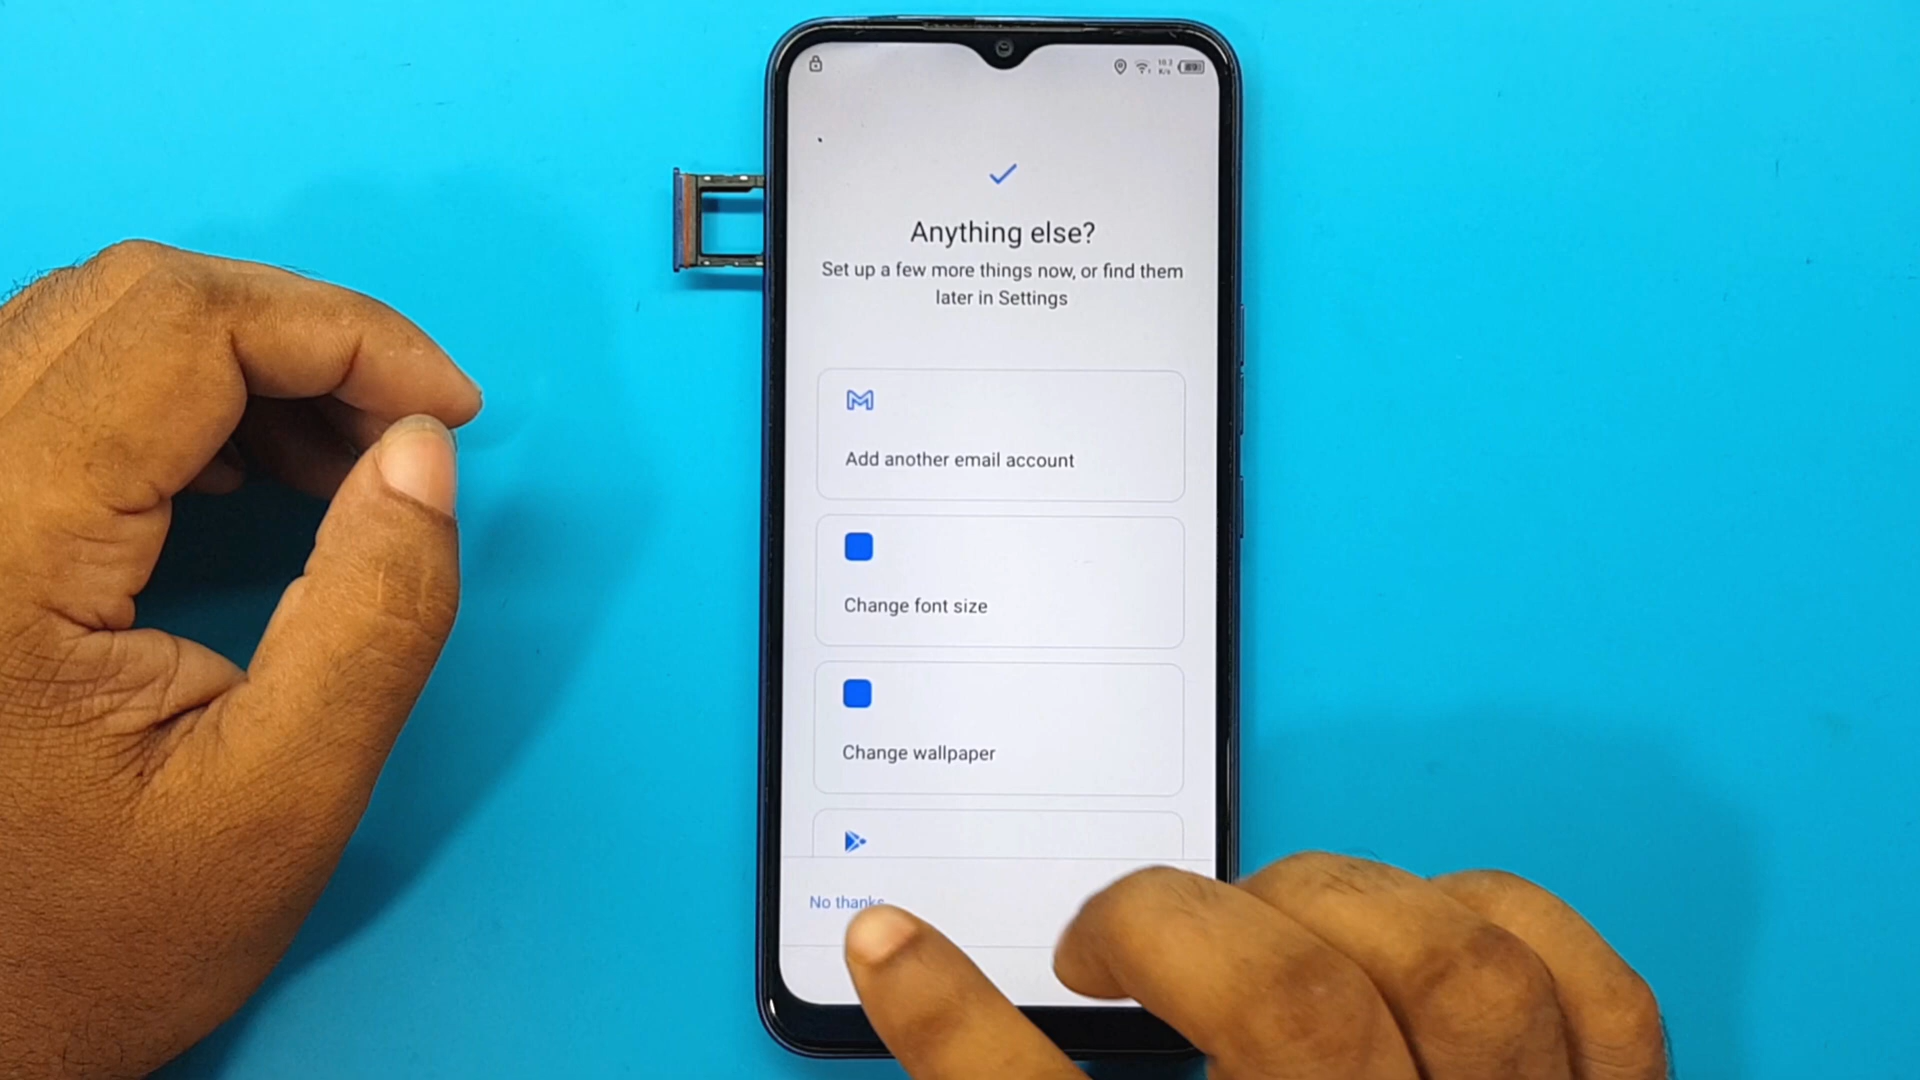 Anything else?
Set up a few more things now, or find them
later in Settings
Add another email account
Change font size
Change wallpaper
No thanks